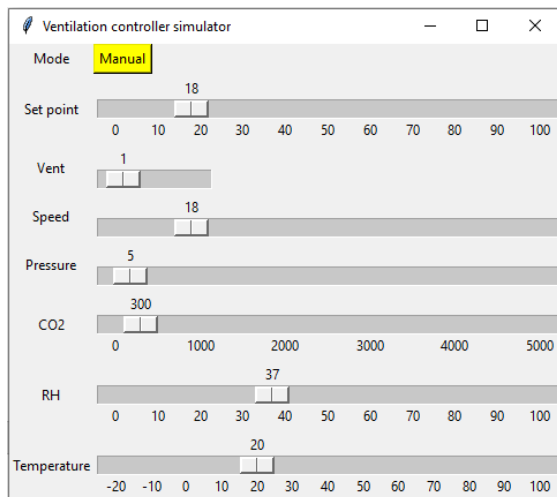 Ventilation controller simulator
Mode Manual
18
Set point
0 10 20 30 40 50 60 70 80 90 100
1
Vent
18
Speed
5
Pressure
300
CO2
0 1000 2000 3000 4000 5000
37
RH
0 10 20 30 40 50 60 70 80 90 100
20
Temperature
-20 -10 0 10 20 30 40 50 60 70 80 90 100